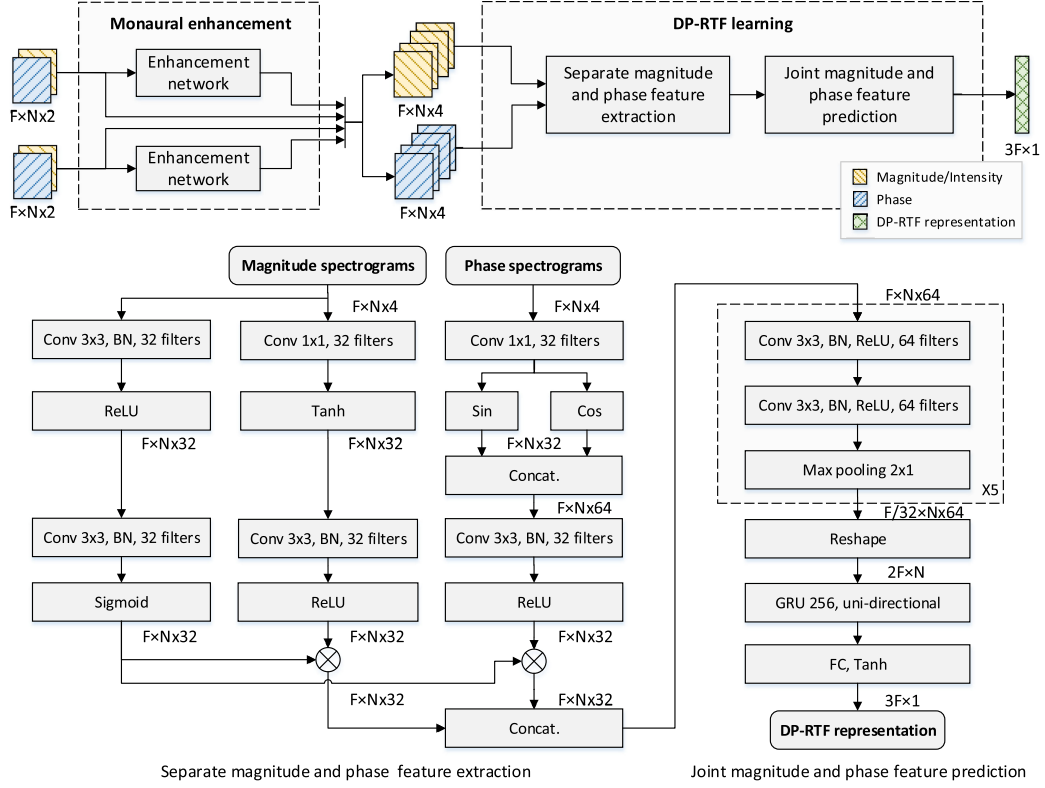 Monaural enhancement
DP-RTF learning
Enhancement
network
F×Nx2
Enhancement
network
F×Nx2
F×Nx4
F×Nx4
Separate magnitude
and phase feature
extraction
Joint magnitude and
phase feature
prediction
3F×1
Magnitude/Intensity
Phase
DP-RTF representation
Magnitude spectrograms
Phase spectrograms
F×Nx4
F×Nx4
F×Nx64
Conv 3x3, BN, 32 filters
Conv 1x1, 32 filters
Conv 1x1, 32 filters
Conv 3x3, BN, ReLU, 64 filters
ReLU
Tanh
Sin
Cos
Conv 3x3, BN, ReLU, 64 filters
F×Nx32
F×Nx32
F×Nx32
Concat.
Max pooling 2x1
X5
F×Nx64
F/32×Nx64
Conv 3x3, BN, 32 filters
Conv 3x3, BN, 32 filters
Conv 3x3, BN, 32 filters
Reshape
2F×N
Sigmoid
ReLU
ReLU
GRU 256, uni-directional
F×Nx32
F×Nx32
F×Nx32
FC, Tanh
F×Nx32
F×Nx32
3F×1
Concat.
DP-RTF representation
Separate magnitude and phase feature extraction
Joint magnitude and phase feature prediction